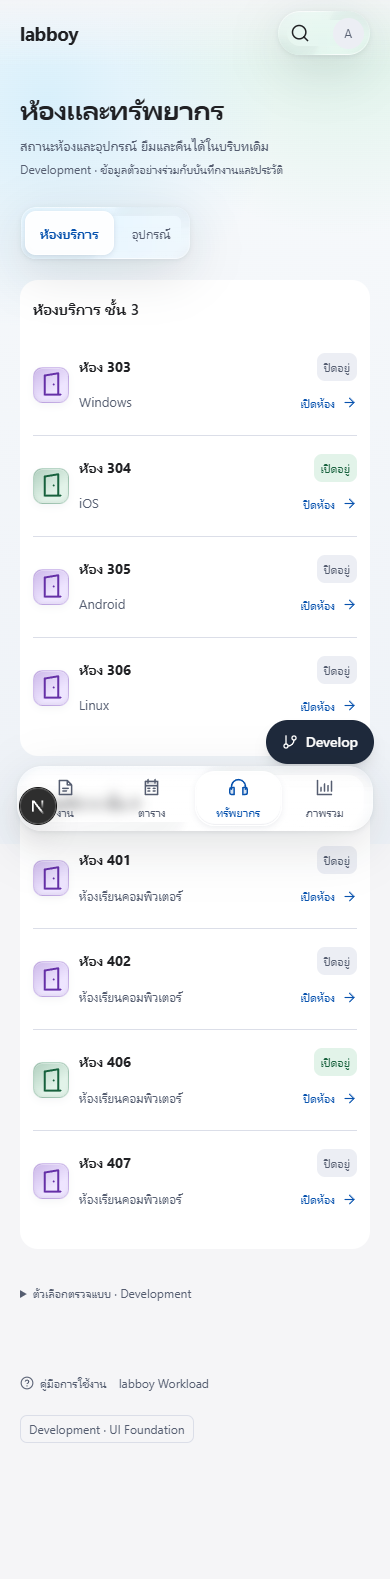 labboy
A
ห้องและทรัพยากร
สถานะห้องและอุปกรณ์ ยืมและคืนได้ในบริบทเดิม
Development · ข้อมูลตัวอย่างร่วมกับบันทึกงานและประวัติ
ห้องบริการ
อุปกรณ์
ห้องบริการ ชั้น 3
ห้อง 303
ปิดอยู่
Windows
เปิดห้อง
ห้อง 304
เปิดอยู่
iOS
ปิดห้อง
ห้อง 305
ปิดอยู่
Android
เปิดห้อง
ห้อง 306
ปิดอยู่
Linux
เปิดห้อง
Develop
N
งาน
ตาราง
ทรัพยากร
ภาพรวม
ห้อง 401
ปิดอยู่
ห้องเรียนคอมพิวเตอร์
เปิดห้อง
ห้อง 402
ปิดอยู่
ห้องเรียนคอมพิวเตอร์
เปิดห้อง
ห้อง 406
เปิดอยู่
ห้องเรียนคอมพิวเตอร์
ปิดห้อง
ห้อง 407
ปิดอยู่
ห้องเรียนคอมพิวเตอร์
เปิดห้อง
ตัวเลือกตรวจแบบ · Development
คู่มือการใช้งาน
labboy Workload
Development · UI Foundation